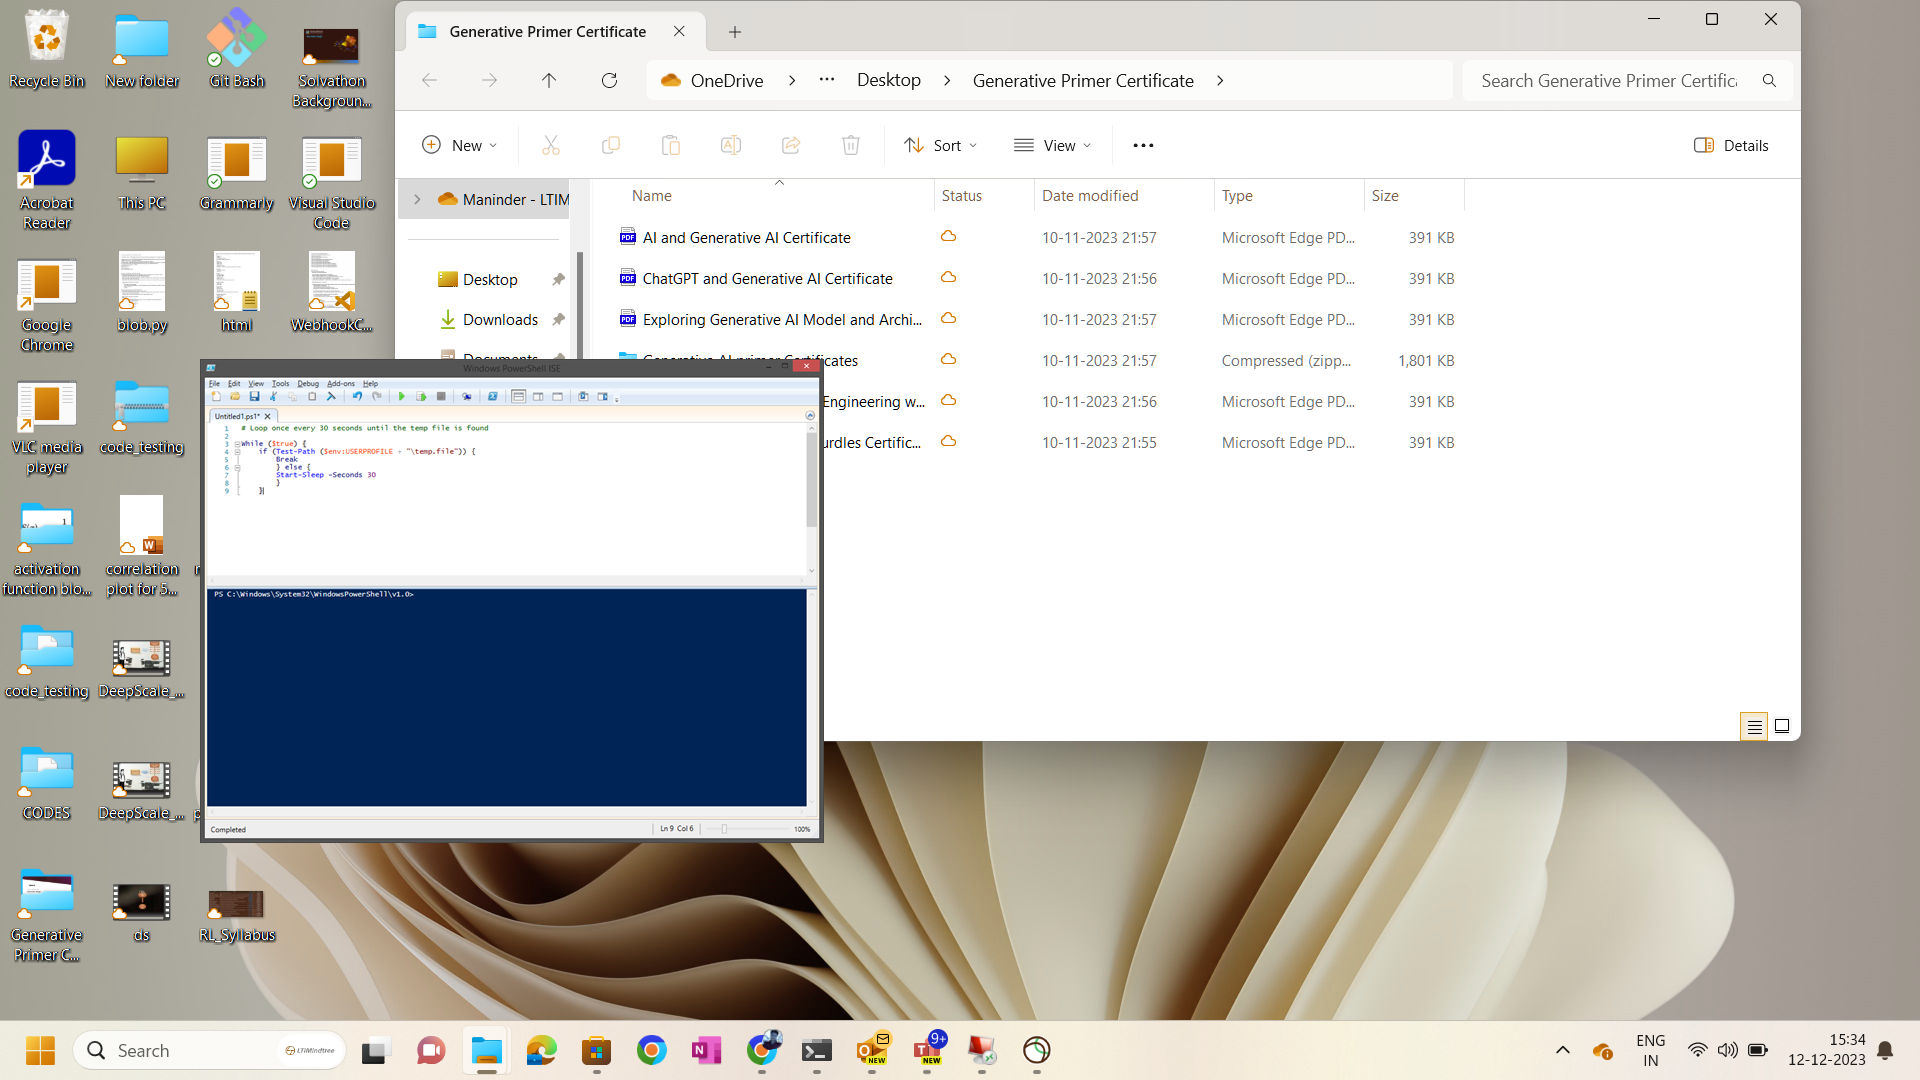 Recycle Bin
New folder
Git Bash
Solvathon
Backgroun...
Acrobat
Reader
This PC
Grammarly
Visual Studio
Code
Google
Chrome
blob.py
html
WebhookC...
VLC media
player
code_testing
activation
function blo...
correlation
plot for 5...
code_testing
DeepScale_...
CODES
DeepScale_...
Generative
Primer C...
ds
RL_Syllabus
Generative Primer Certificate
OneDrive > ... Desktop > Generative Primer Certificate >
Search Generative Primer Certific
New
Sort
View
...
Details
Maninder - LTIM
Desktop
Downloads
Documents
Name Status Date modified Type Size
AI and Generative AI Certificate 10-11-2023 21:57 Microsoft Edge PD... 391 KB
ChatGPT and Generative AI Certificate 10-11-2023 21:56 Microsoft Edge PD... 391 KB
Exploring Generative AI Model and Archi... 10-11-2023 21:57 Microsoft Edge PD... 391 KB
Generative AI primer Certificates 10-11-2023 21:57 Compressed (zipp... 1,801 KB
Engineering w... 10-11-2023 21:56 Microsoft Edge PD... 391 KB
urdles Certific... 10-11-2023 21:55 Microsoft Edge PD... 391 KB
Windows PowerShell ISE
File Edit View Tools Debug Add-ons Help
Untitled1.ps1* X
1 # Loop once every 30 seconds until the temp file is found
2
3 While ($true) {
4 if (Test-Path ($env:USERPROFILE + "\temp.file")) {
5 Break
6 } else {
7 Start-Sleep -Seconds 30
8 }
9 }
PS C:\Windows\System32\WindowsPowerShell\v1.0>
Completed
Ln 9 Col 6
100%
Search
LTIMindtree
NEW
9+
NEW
ENG
IN
15:34
12-12-2023